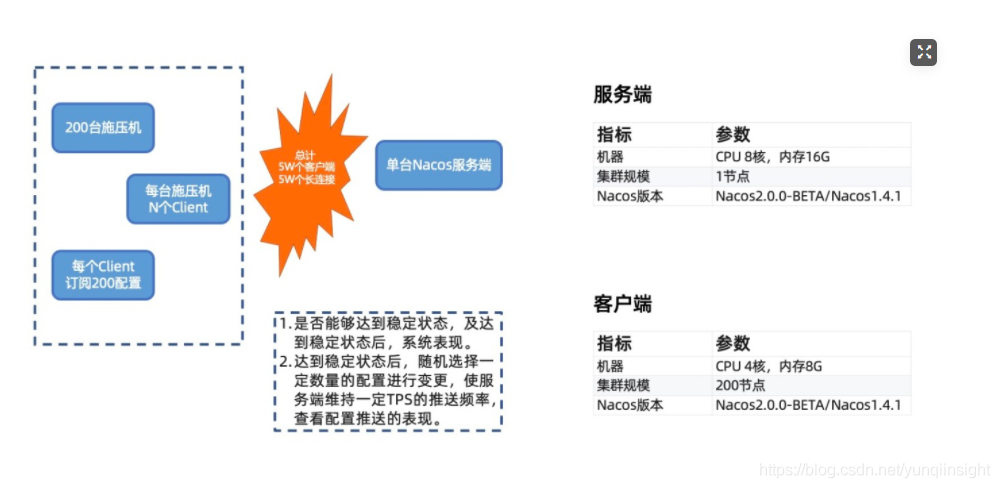 200台施压机
每台施压机
N个Client
每个Client
订阅200配置
总计
5W个客户端
5W个长连接
单台Nacos服务端
1.是否能够达到稳定状态，及达
到稳定状态后，系统表现。
2.达到稳定状态后，随机选择一
定数量的配置进行变更，使服
务端维持一定TPS的推送频率，
查看配置推送的表现。
服务端
指标 参数
机器 CPU 8核，内存16G
集群规模 1节点
Nacos版本 Nacos2.0.0-BETA/Nacos1.4.1
客户端
指标 参数
机器 CPU 4核，内存8G
集群规模 200节点
Nacos版本 Nacos2.0.0-BETA/Nacos1.4.1
https://blog.csdn.net/yunqiinsight